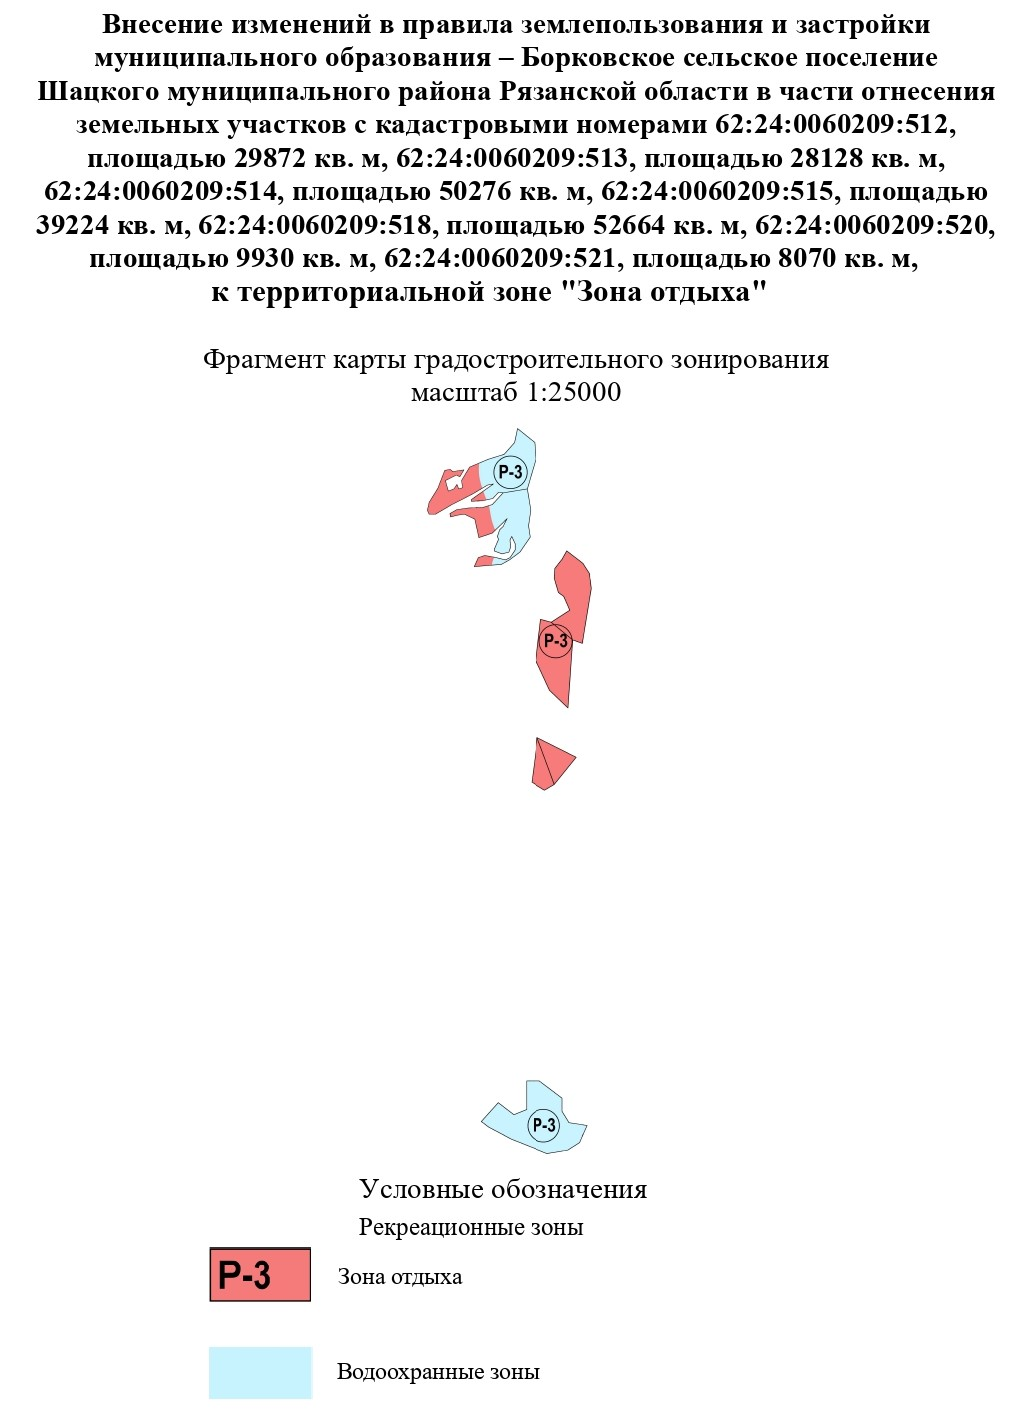 Внесение изменений в правила землепользования и застройки
муниципального образования – Борковское сельское поселение
Шацкого муниципального района Рязанской области в части отнесения
земельных участков с кадастровыми номерами 62:24:0060209:512,
площадью 29872 кв. м, 62:24:0060209:513, площадью 28128 кв. м,
62:24:0060209:514, площадью 50276 кв. м, 62:24:0060209:515, площадью
39224 кв. м, 62:24:0060209:518, площадью 52664 кв. м, 62:24:0060209:520,
площадью 9930 кв. м, 62:24:0060209:521, площадью 8070 кв. м,
к территориальной зоне "Зона отдыха"
Фрагмент карты градостроительного зонирования
масштаб 1:25000
Р-3
Р-3
Р-3
Условные обозначения
Рекреационные зоны
Р-3
Зона отдыха
Водоохранные зоны